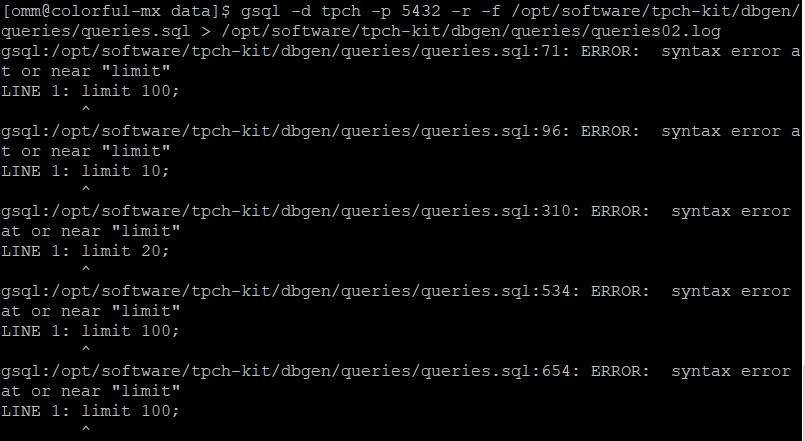 [omm@colorful-mx data]$ gsql -d tpch -p 5432 -r -f /opt/software/tpch-kit/dbgen/
queries/queries.sql > /opt/software/tpch-kit/dbgen/queries/queries02.log
gsql:/opt/software/tpch-kit/dbgen/queries/queries.sql:71: ERROR:  syntax error a
t or near "limit"
LINE 1: limit 100;
        ^
gsql:/opt/software/tpch-kit/dbgen/queries/queries.sql:96: ERROR:  syntax error a
t or near "limit"
LINE 1: limit 10;
        ^
gsql:/opt/software/tpch-kit/dbgen/queries/queries.sql:310: ERROR:  syntax error
at or near "limit"
LINE 1: limit 20;
        ^
gsql:/opt/software/tpch-kit/dbgen/queries/queries.sql:534: ERROR:  syntax error
at or near "limit"
LINE 1: limit 100;
        ^
gsql:/opt/software/tpch-kit/dbgen/queries/queries.sql:654: ERROR:  syntax error
at or near "limit"
LINE 1: limit 100;
        ^